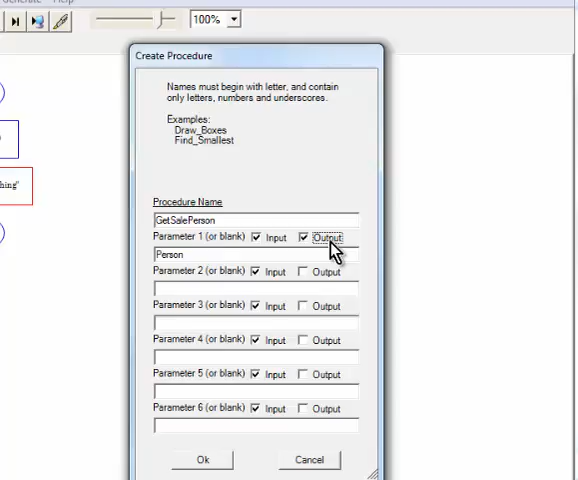 Generate Help
100%
Create Procedure
Names must begin with letter, and contain
only letters, numbers and underscores.
Examples:
Draw_Boxes
Find_Smallest
hing"
Procedure Name
GetSalePerson
Parameter 1 (or blank) Input Output
Person
Parameter 2 (or blank) Input Output
Parameter 3 (or blank) Input Output
Parameter 4 (or blank) Input Output
Parameter 5 (or blank) Input Output
Parameter 6 (or blank) Input Output
Ok Cancel